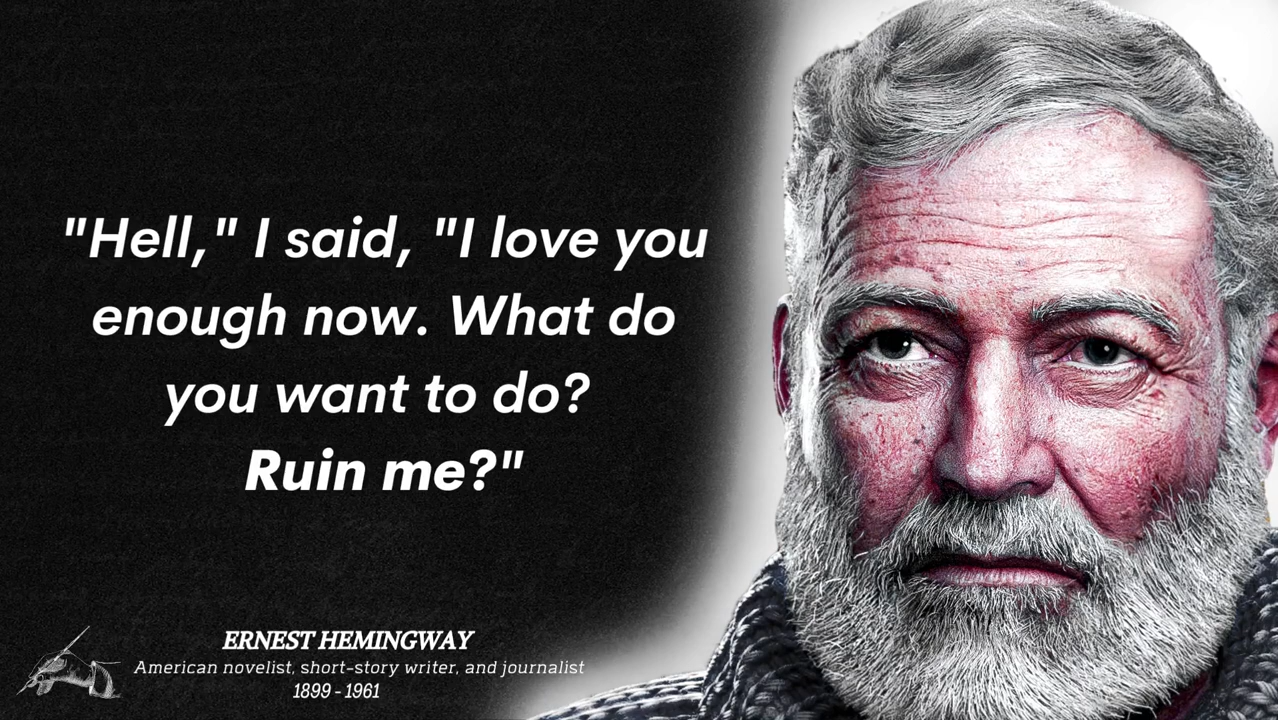 "Hell," I said, "I love you
enough now. What do
you want to do?
Ruin me?"
ERNEST HEMINGWAY
American novelist, short-story writer, and journalist
1899 - 1961